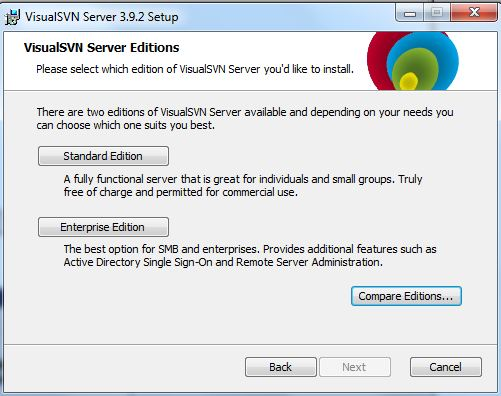 VisualSVN Server 3.9.2 Setup
VisualSVN Server Editions
Please select which edition of VisualSVN Server you'd like to install.
There are two editions of VisualSVN Server available and depending on your needs you
can choose which one suits you best.
Standard Edition
A fully functional server that is great for individuals and small groups. Truly
free of charge and permitted for commercial use.
Enterprise Edition
The best option for SMB and enterprises. Provides additional features such as
Active Directory Single Sign-On and Remote Server Administration.
Compare Editions...
Back
Next
Cancel